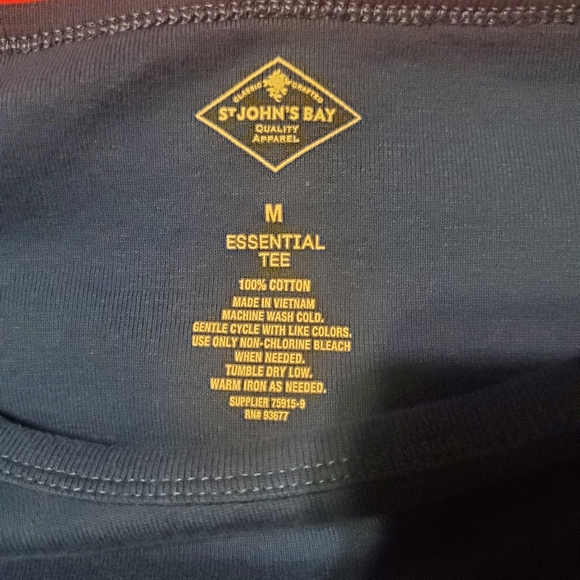 CLASSIC CRAFTED
ST JOHN'S BAY
QUALITY
APPAREL
M
ESSENTIAL
TEE
100% COTTON
MADE IN VIETNAM
MACHINE WASH COLD.
GENTLE CYCLE WITH LIKE COLORS.
USE ONLY NON-CHLORINE BLEACH
WHEN NEEDED.
TUMBLE DRY LOW.
WARM IRON AS NEEDED.
SUPPLIER 75915-9
RN# 93677